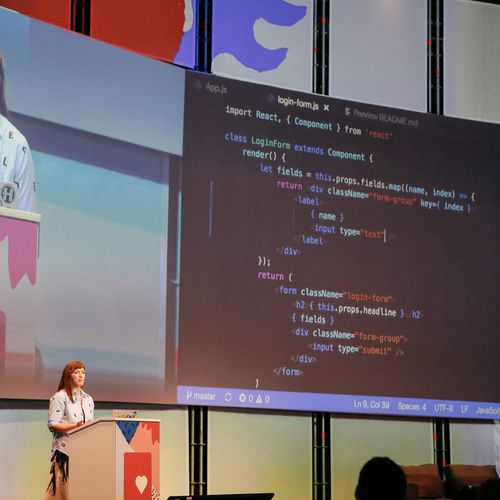 App.js
login-form.js ×
Preview README.md
import React, { Component } from 'react'
class LoginForm extends Component {
render() {
let fields = this.props.fields.map((name, index) => {
return <div className="form-group" key={ index }>
<label>
{ name }
<input type="text" />
</label>
</div>
});
return (
<form className="login-form">
<h2>{ this.props.headline }</h2>
{ fields }
<div className="form-group">
<input type="submit" />
</div>
</form>
)
master
0
0
Ln 9, Col 39
Spaces: 4
UTF-8
LF
JavaS